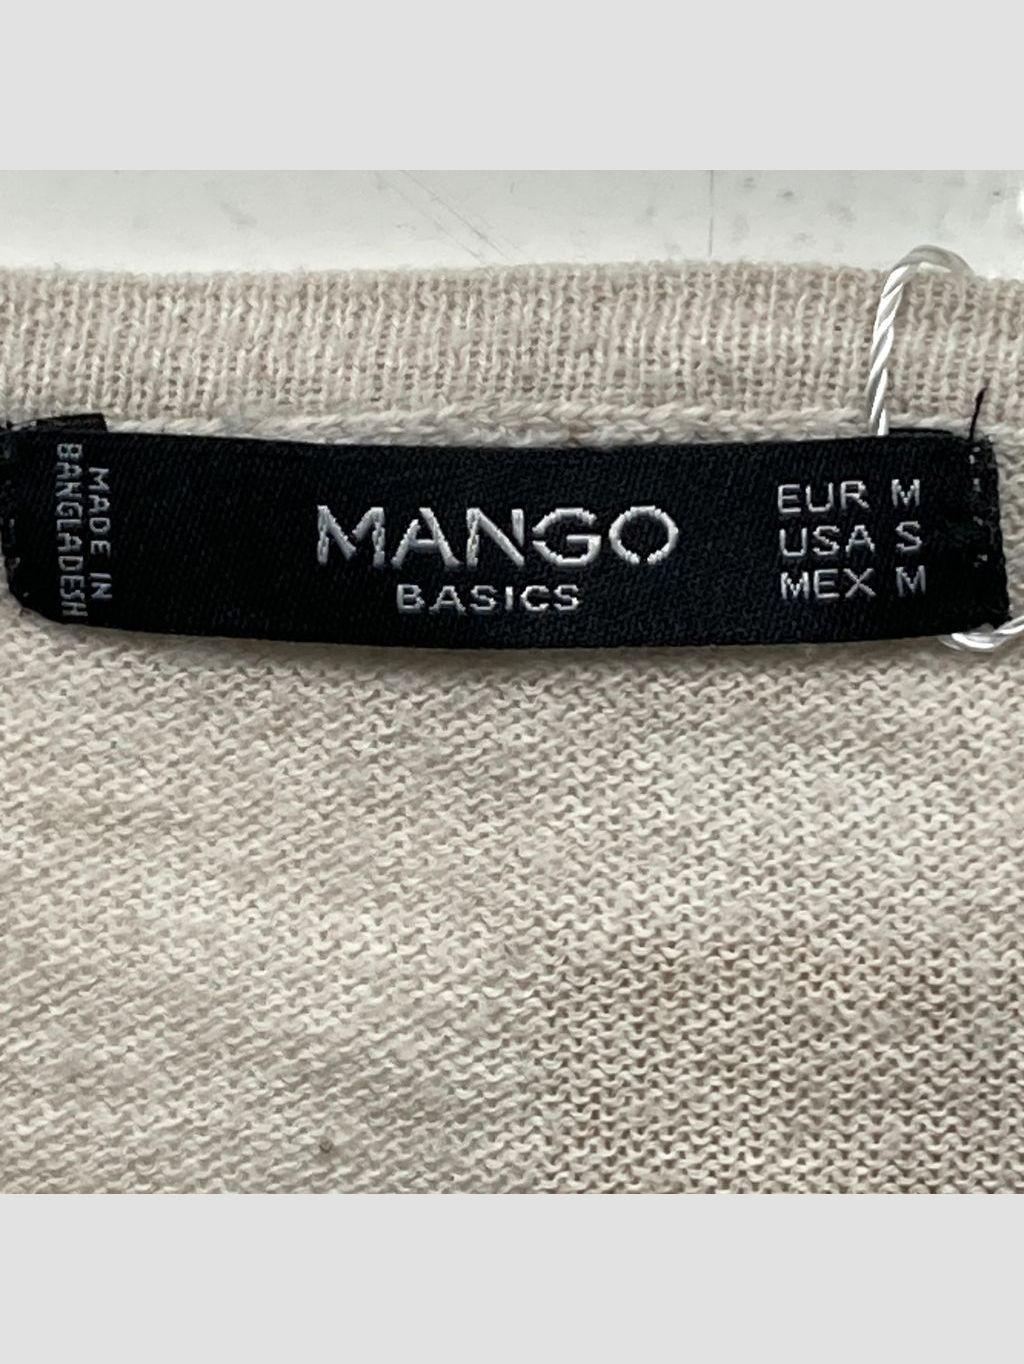 MADE IN
BANGLADESH
MANGO
BASICS
EUR M
USA S
MEX M